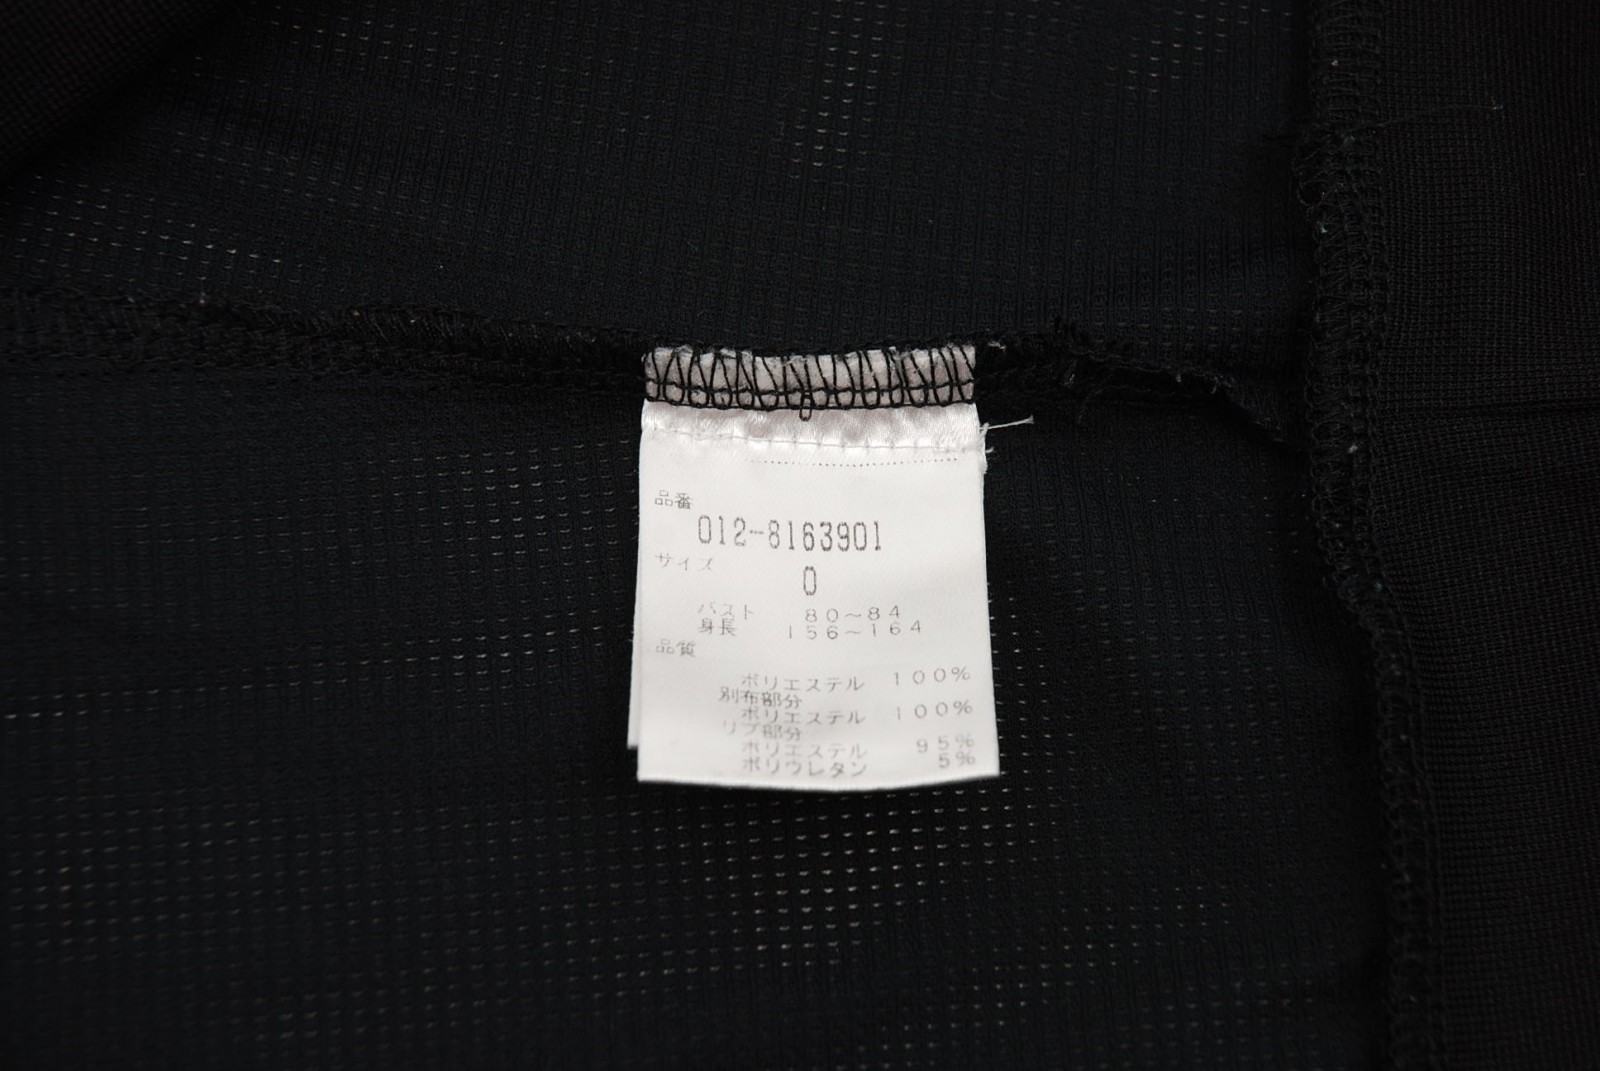 品番
012-8163901
サイズ
0
バスト 80~84
身長 156~164
品質
ポリエステル 100%
別布部分
ポリエステル 100%
リブ部分
ポリエステル 95%
ポリウレタン 5%